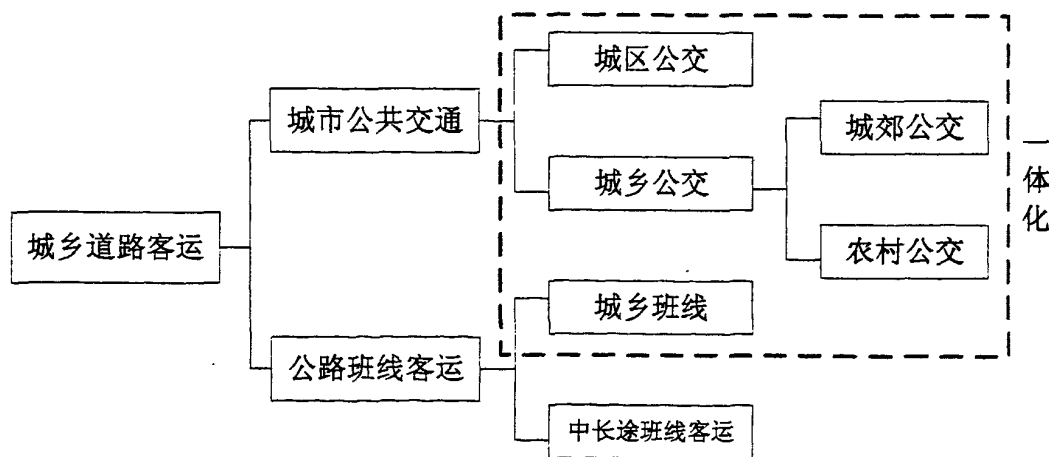 城区公交
城市公共交通
城郊公交
一体化
城乡公交
城乡道路客运
农村公交
城乡班线
公路班线客运
中长途班线客运